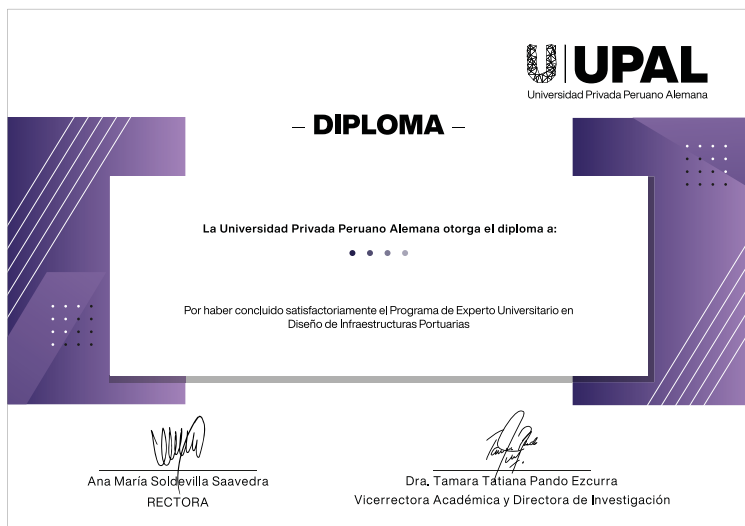 UPAL
Universidad Privada Peruano Alemana
– DIPLOMA –
La Universidad Privada Peruano Alemana otorga el diploma a:
Por haber concluido satisfactoriamente el Programa de Experto Universitario en
Diseño de Infraestructuras Portuarias
Ana María Soldevilla Saavedra
RECTORA
Dra. Tamara Tatiana Pando Ezcurra
Vicerrectora Académica y Directora de Investigación